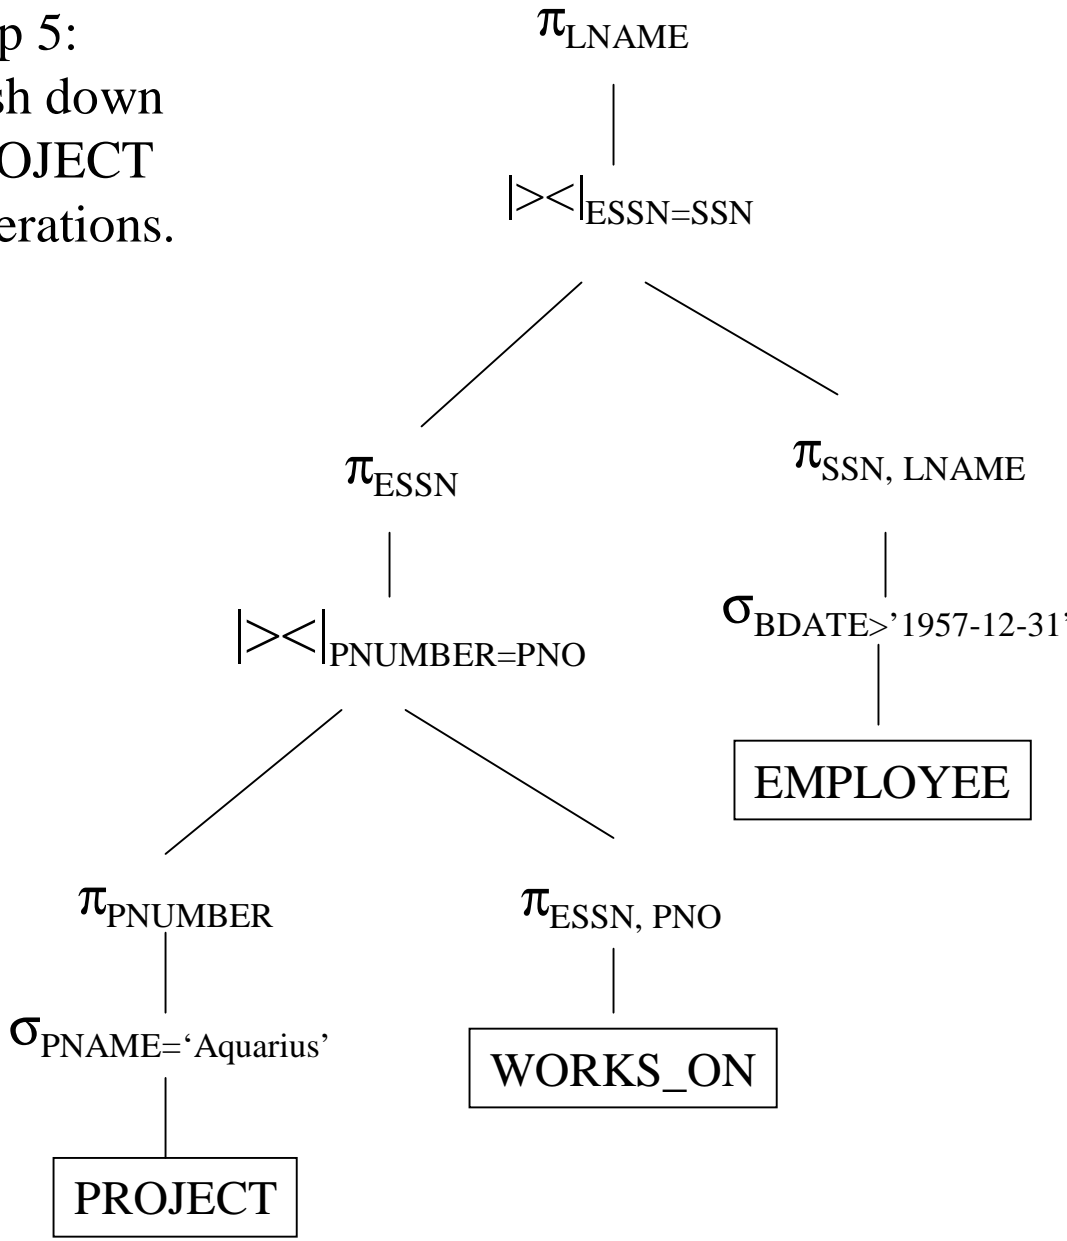 p 5:
sh down
OJECT
erations.
πLNAME
|><|ESSN=SSN
πESSN
πSSN, LNAME
|><|PNUMBER=PNO
σBDATE>’1957-12-31’
EMPLOYEE
πPNUMBER
πESSN, PNO
σPNAME=‘Aquarius’
WORKS_ON
PROJECT